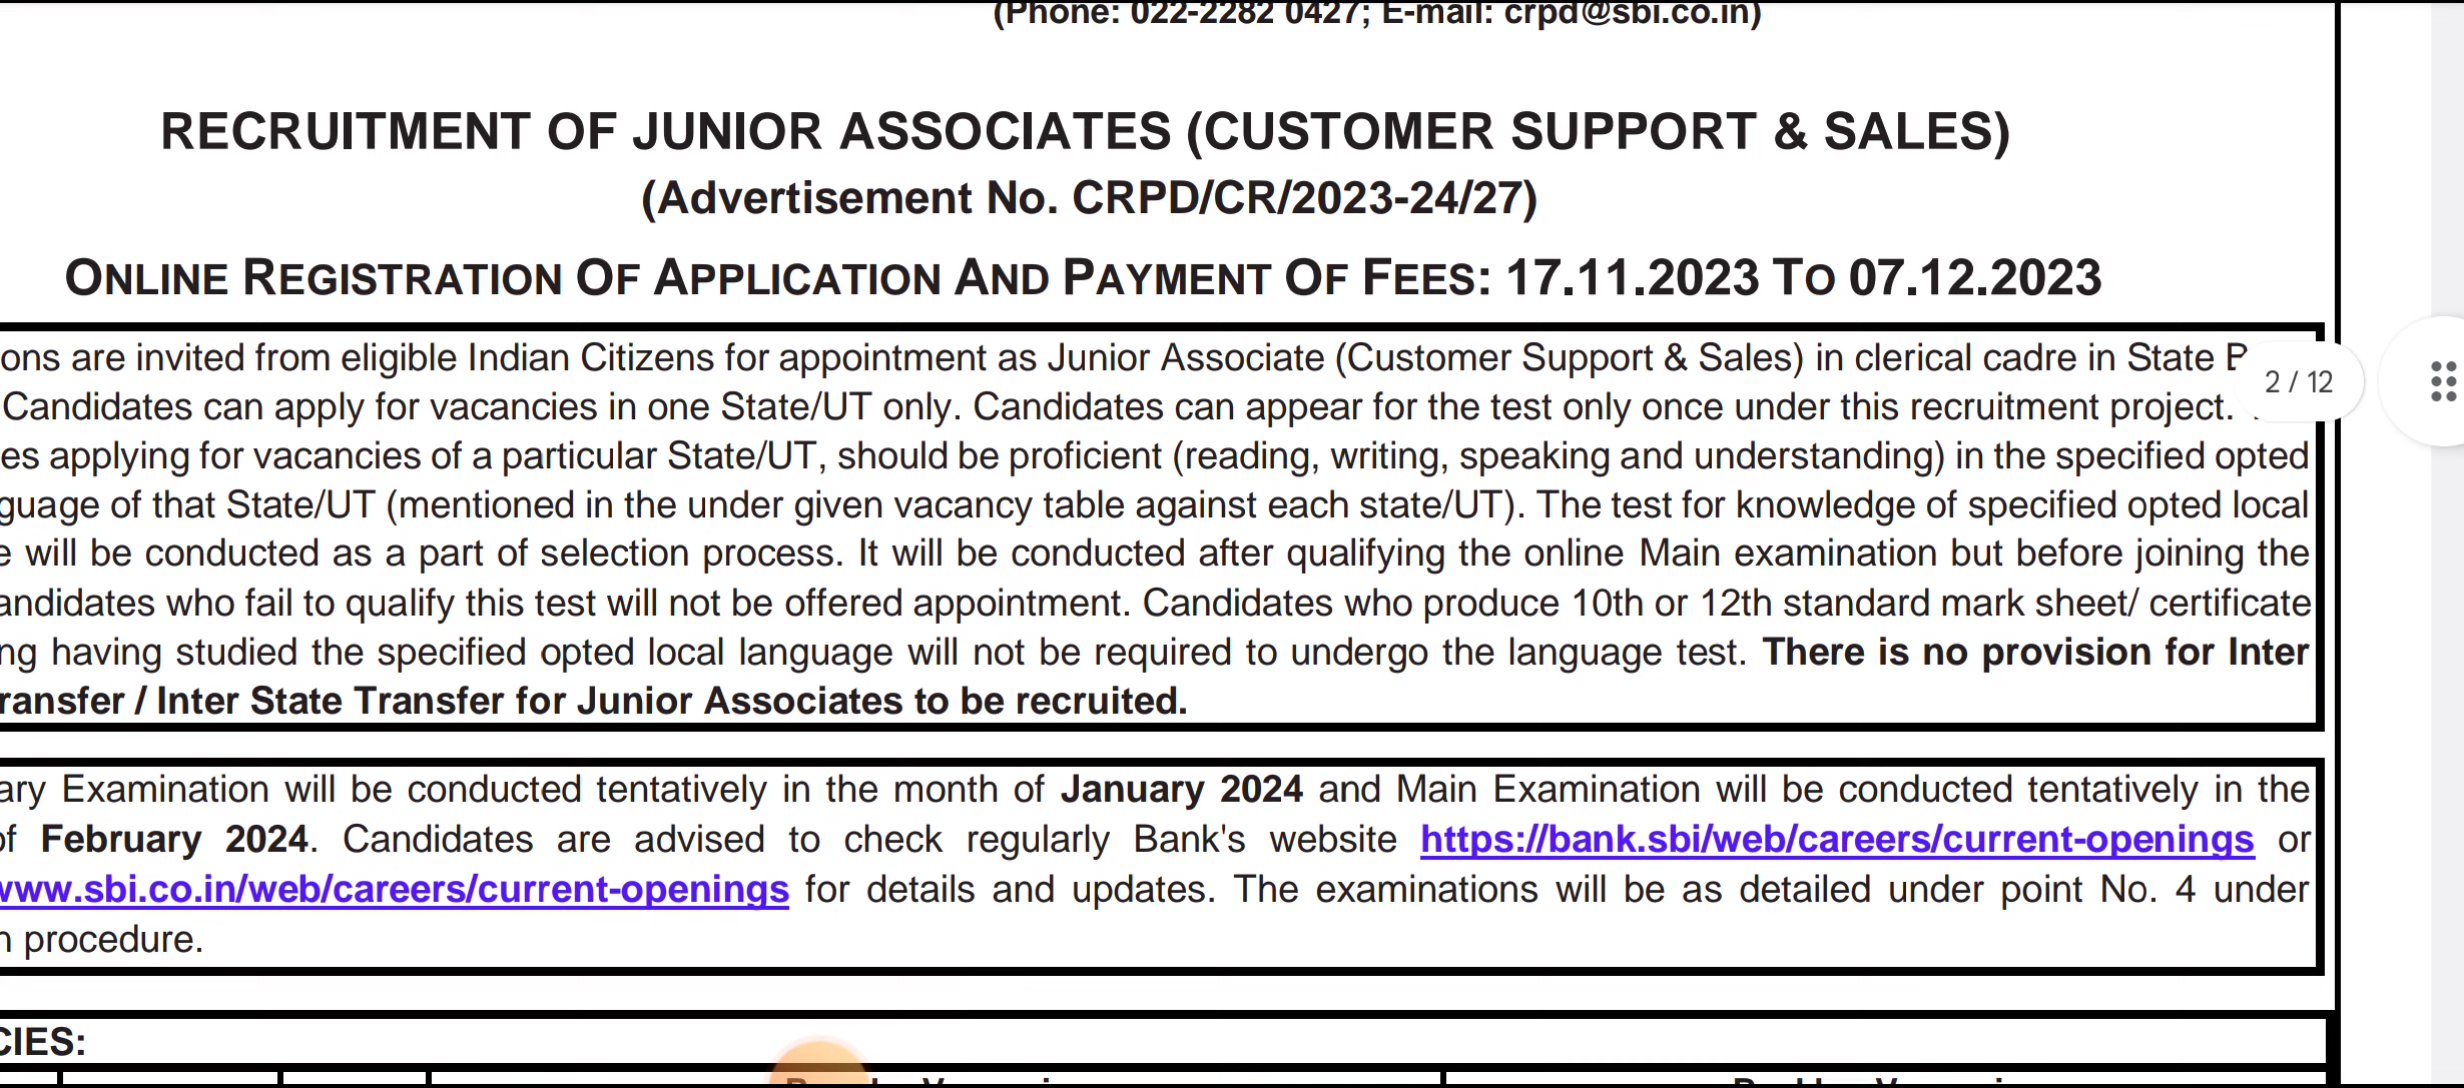 (Phone: 022-2282 0427; E-mail: crpd@sbi.co.in)
RECRUITMENT OF JUNIOR ASSOCIATES (CUSTOMER SUPPORT & SALES)
(Advertisement No. CRPD/CR/2023-24/27)
ONLINE REGISTRATION OF APPLICATION AND PAYMENT OF FEES: 17.11.2023 TO 07.12.2023
ons are invited from eligible Indian Citizens for appointment as Junior Associate (Customer Support & Sales) in clerical cadre in State
2 / 12
Candidates can apply for vacancies in one State/UT only. Candidates can appear for the test only once under this recruitment project.
es applying for vacancies of a particular State/UT, should be proficient (reading, writing, speaking and understanding) in the specified opted
guage of that State/UT (mentioned in the under given vacancy table against each state/UT). The test for knowledge of specified opted local
e will be conducted as a part of selection process. It will be conducted after qualifying the online Main examination but before joining the
andidates who fail to qualify this test will not be offered appointment. Candidates who produce 10th or 12th standard mark sheet/ certificate
ng having studied the specified opted local language will not be required to undergo the language test. There is no provision for Inter
ransfer / Inter State Transfer for Junior Associates to be recruited.
ary Examination will be conducted tentatively in the month of January 2024 and Main Examination will be conducted tentatively in the
of February 2024. Candidates are advised to check regularly Bank's website https://bank.sbi/web/careers/current-openings or
www.sbi.co.in/web/careers/current-openings for details and updates. The examinations will be as detailed under point No. 4 under
n procedure.
CIES: